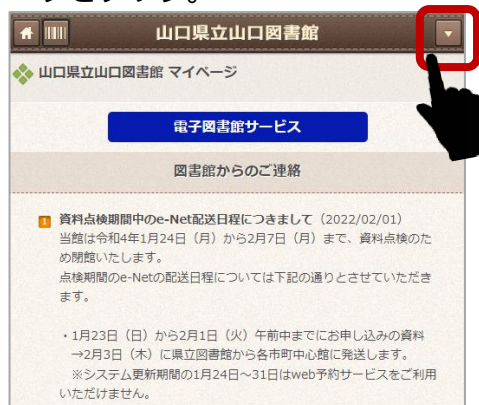 山口県立山口図書館
山口県立山口図書館 マイページ
電子図書館サービス
図書館からのご連絡
1 資料点検期間中のe-Net配送日程につきまして（2022/02/01）
当館は令和4年1月24日（月）から2月7日（月）まで、資料点検のた
め閉館いたします。
点検期間のe-Netの配送日程については下記の通りとさせていただき
ます。
・1月23日（日）から2月1日（火）午前中までにお申し込みの資料
→2月3日（木）に県立図書館から各市町中心館に発送します。
※システム更新期間の1月24日～31日はweb予約サービスをご利用
いただけません。